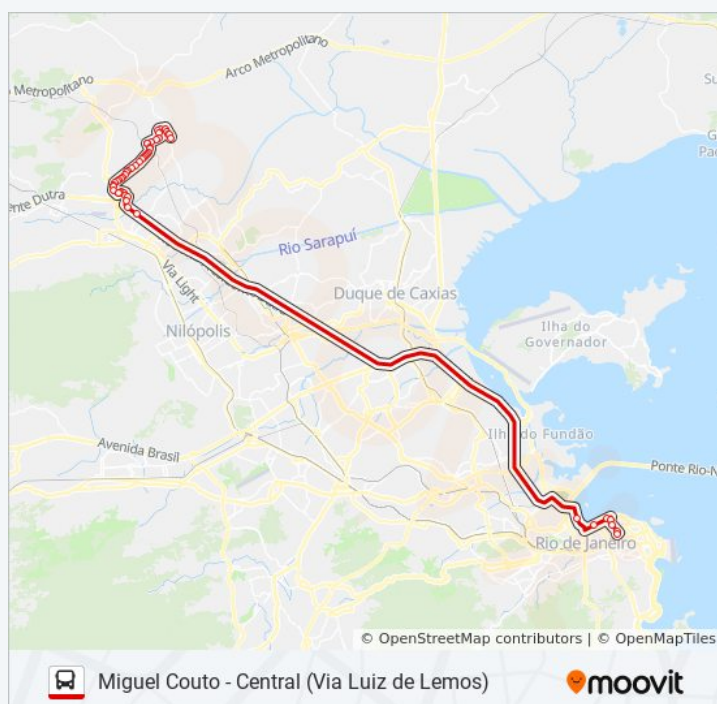 Arco Metropolitano
o Metropolitano
Su
G
Pac
ente Dutra
Rio Sarapuí
Via Light
Duque de Caxias
Nilópolis
Ilha do
Governador
Avenida Brasil
Ilha do Fundão
Ponte Rio-N
Rio de Janeiro
© OpenStreetMap contributors | © OpenMapTiles
Miguel Couto - Central (Via Luiz de Lemos)
moovit